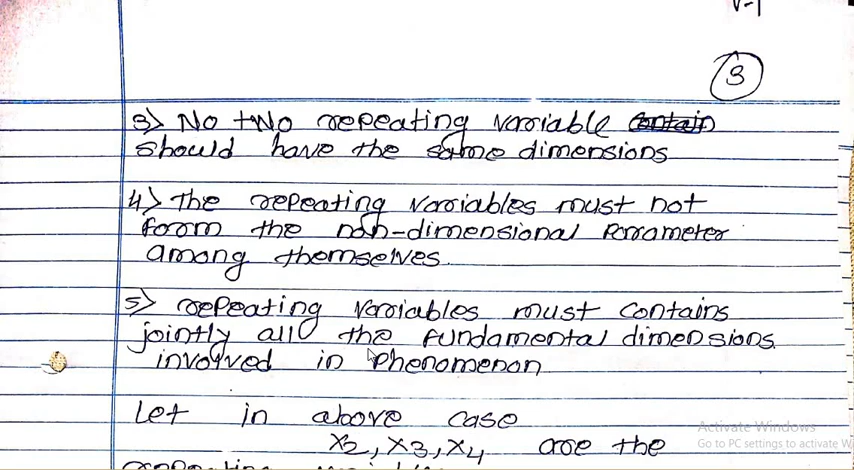 V-1
3
3> No two repeating variable contain
should have the same dimensions
4> The repeating variables must not
form the non-dimensional parameter
among themselves.
5> repeating variables must contains
jointly all the fundamental dimensions
involved in phenomenon
Let in above case
x2, x3, x4 are the
repeating
Activate Windows
Go to PC settings to activate W